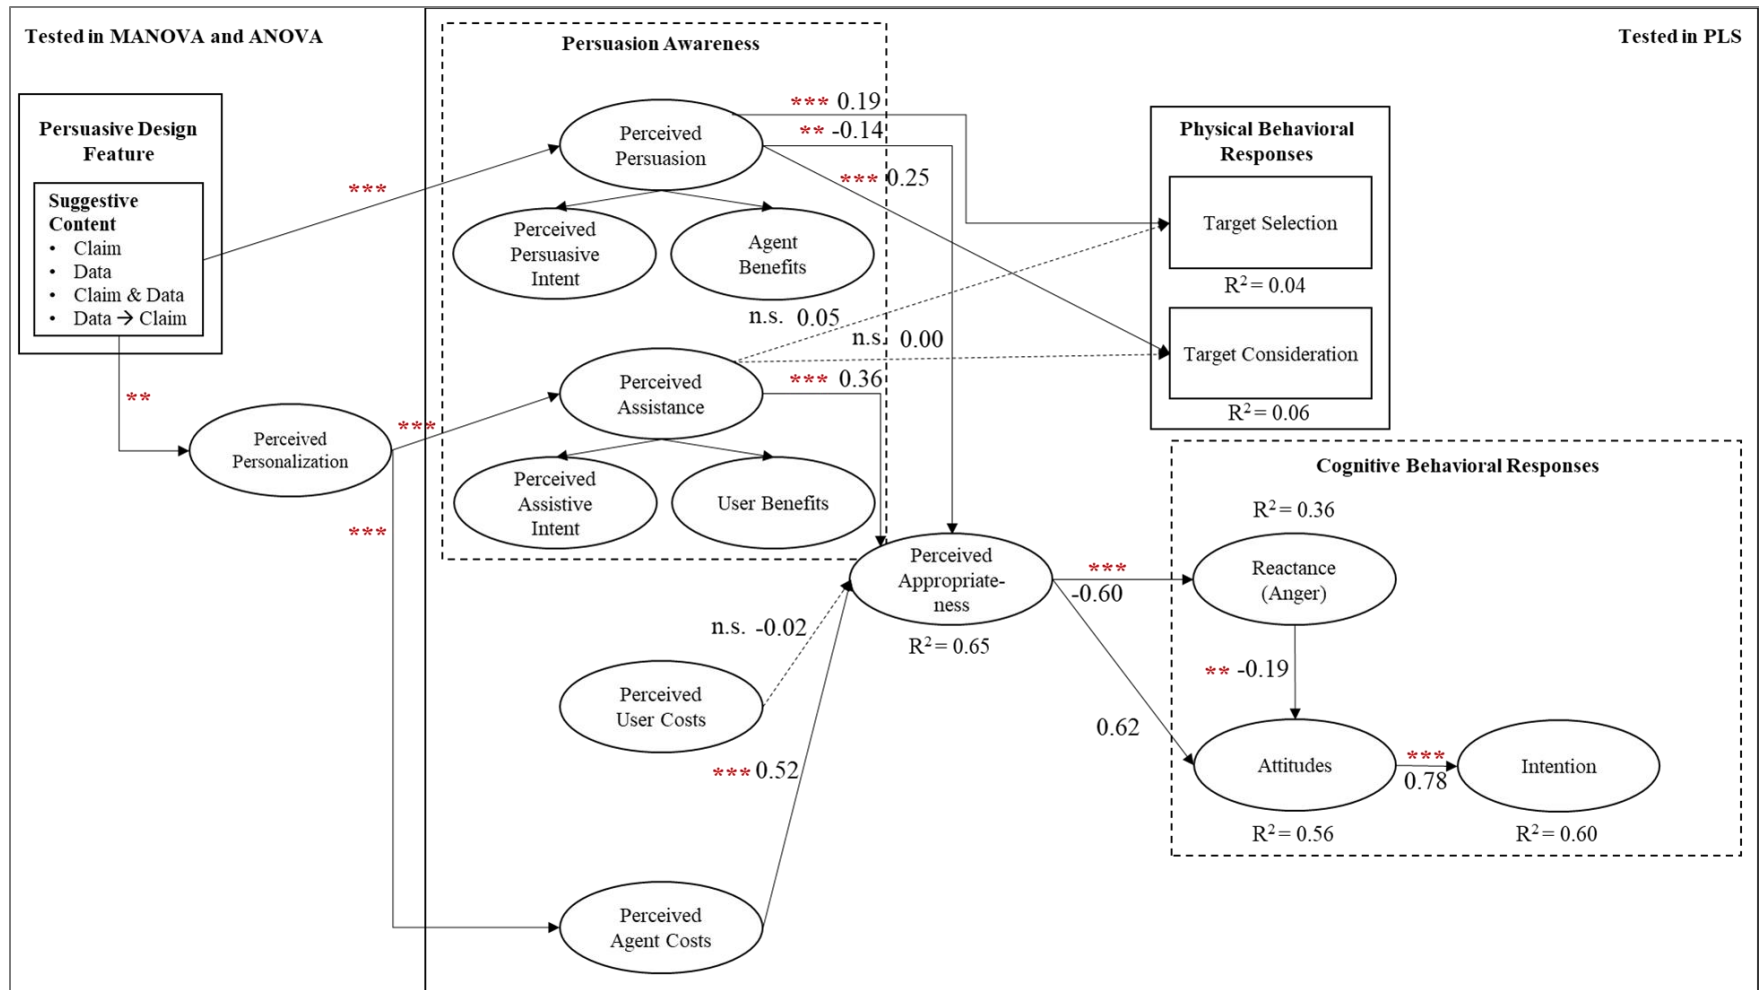 Tested in MANOVA and ANOVA
Persuasive Design
Feature
Suggestive
Content
• Claim
• Data
• Claim & Data
• Data → Claim
**
***
Perceived
Personalization
***
***
Persuasion Awareness
Tested in PLS
Perceived
Persuasion
Perceived
Persuasive
Intent
Agent
Benefits
*** 0.19
** -0.14
*** 0.25
n.s. 0.05
n.s. 0.00
Perceived
Assistance
*** 0.36
Perceived
Assistive
Intent
User Benefits
Physical Behavioral
Responses
Target Selection
R² = 0.04
Target Consideration
R² = 0.06
Perceived
Appropriate-
ness
R² = 0.65
n.s. -0.02
Perceived
User Costs
*** 0.52
Perceived
Agent Costs
Cognitive Behavioral Responses
R² = 0.36
Reactance
(Anger)
***
-0.60
** -0.19
0.62
Attitudes
R² = 0.56
***
0.78
Intention
R² = 0.60